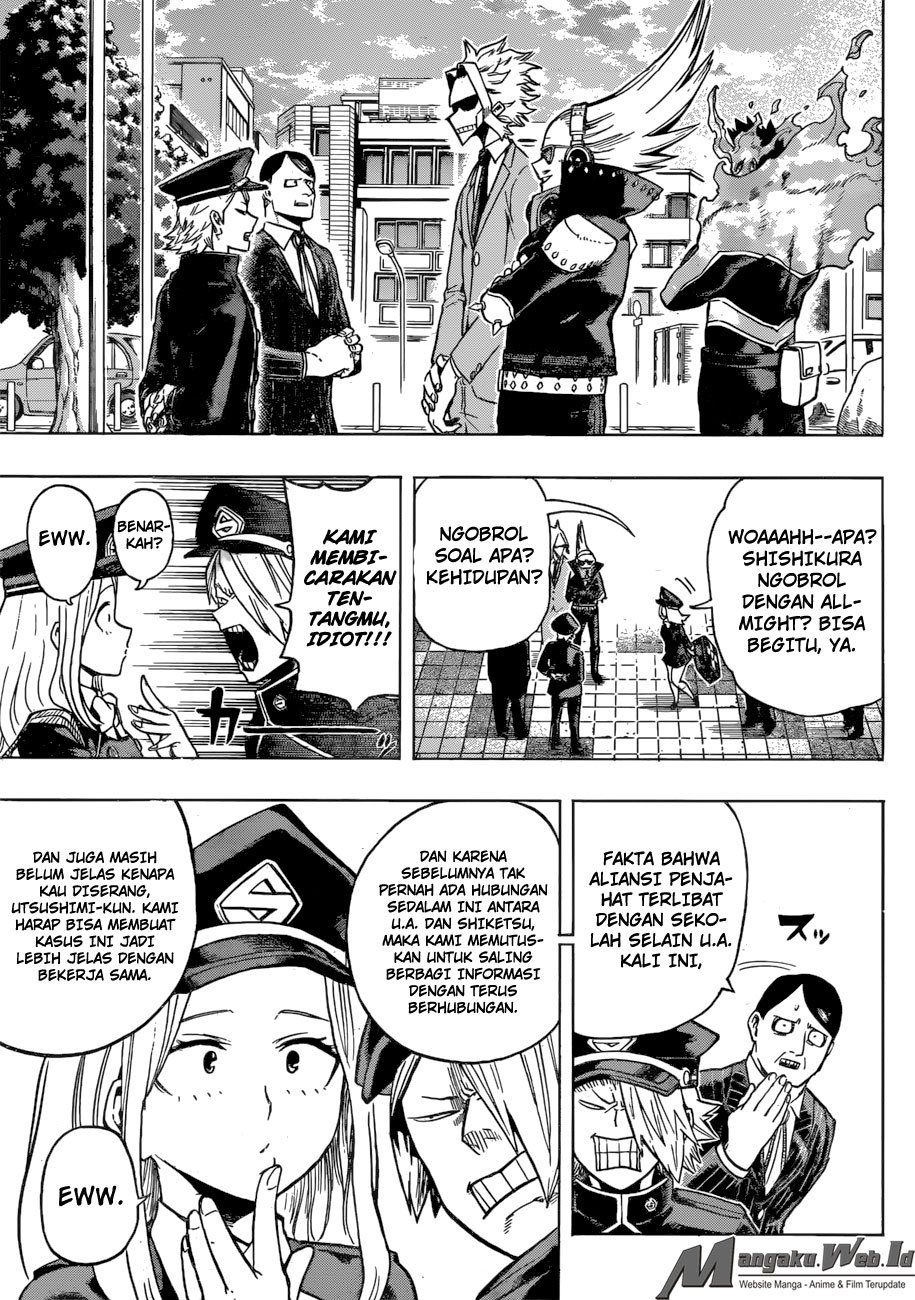 WOAAAHH--APA?
SHISHIKURA
NGOBROL
DENGAN ALL-
MIGHT? BISA
BEGITU, YA.
NGOBROL
SOAL APA?
KEHIDUPAN?
KAMI
MEMBI-
CARAKAN
TEN-
TANGMU,
IDIOT!!!
カー
BENAR-
KAH?
EWW.
FAKTA BAHWA
ALIANSI PENJA-
HAT TERLIBAT
DENGAN SEKO-
LAH SELAIN U.A.
KALI INI,
スッ
DAN KARENA
SEBELUMNYA TAK
PERNAH ADA HUBUNGAN
SEDALAM INI ANTARA
U.A. DAN SHIKETSU,
MAKA KAMI MEMUTUS-
KAN UNTUK SALING
BERBAGI INFORMASI
DENGAN TERUS
BERHUBUNGAN.
DAN JUGA MASIH
BELUM JELAS KENAPA
KAU DISERANG,
UTSUSHIMI-KUN. KAMI
HARAP BISA MEMBUAT
KASUS INI JADI
LEBIH JELAS DENGAN
BEKERJA SAMA.
EWW.
Mangaku.Web.Id
Website Manga - Anime & Film Terupdate